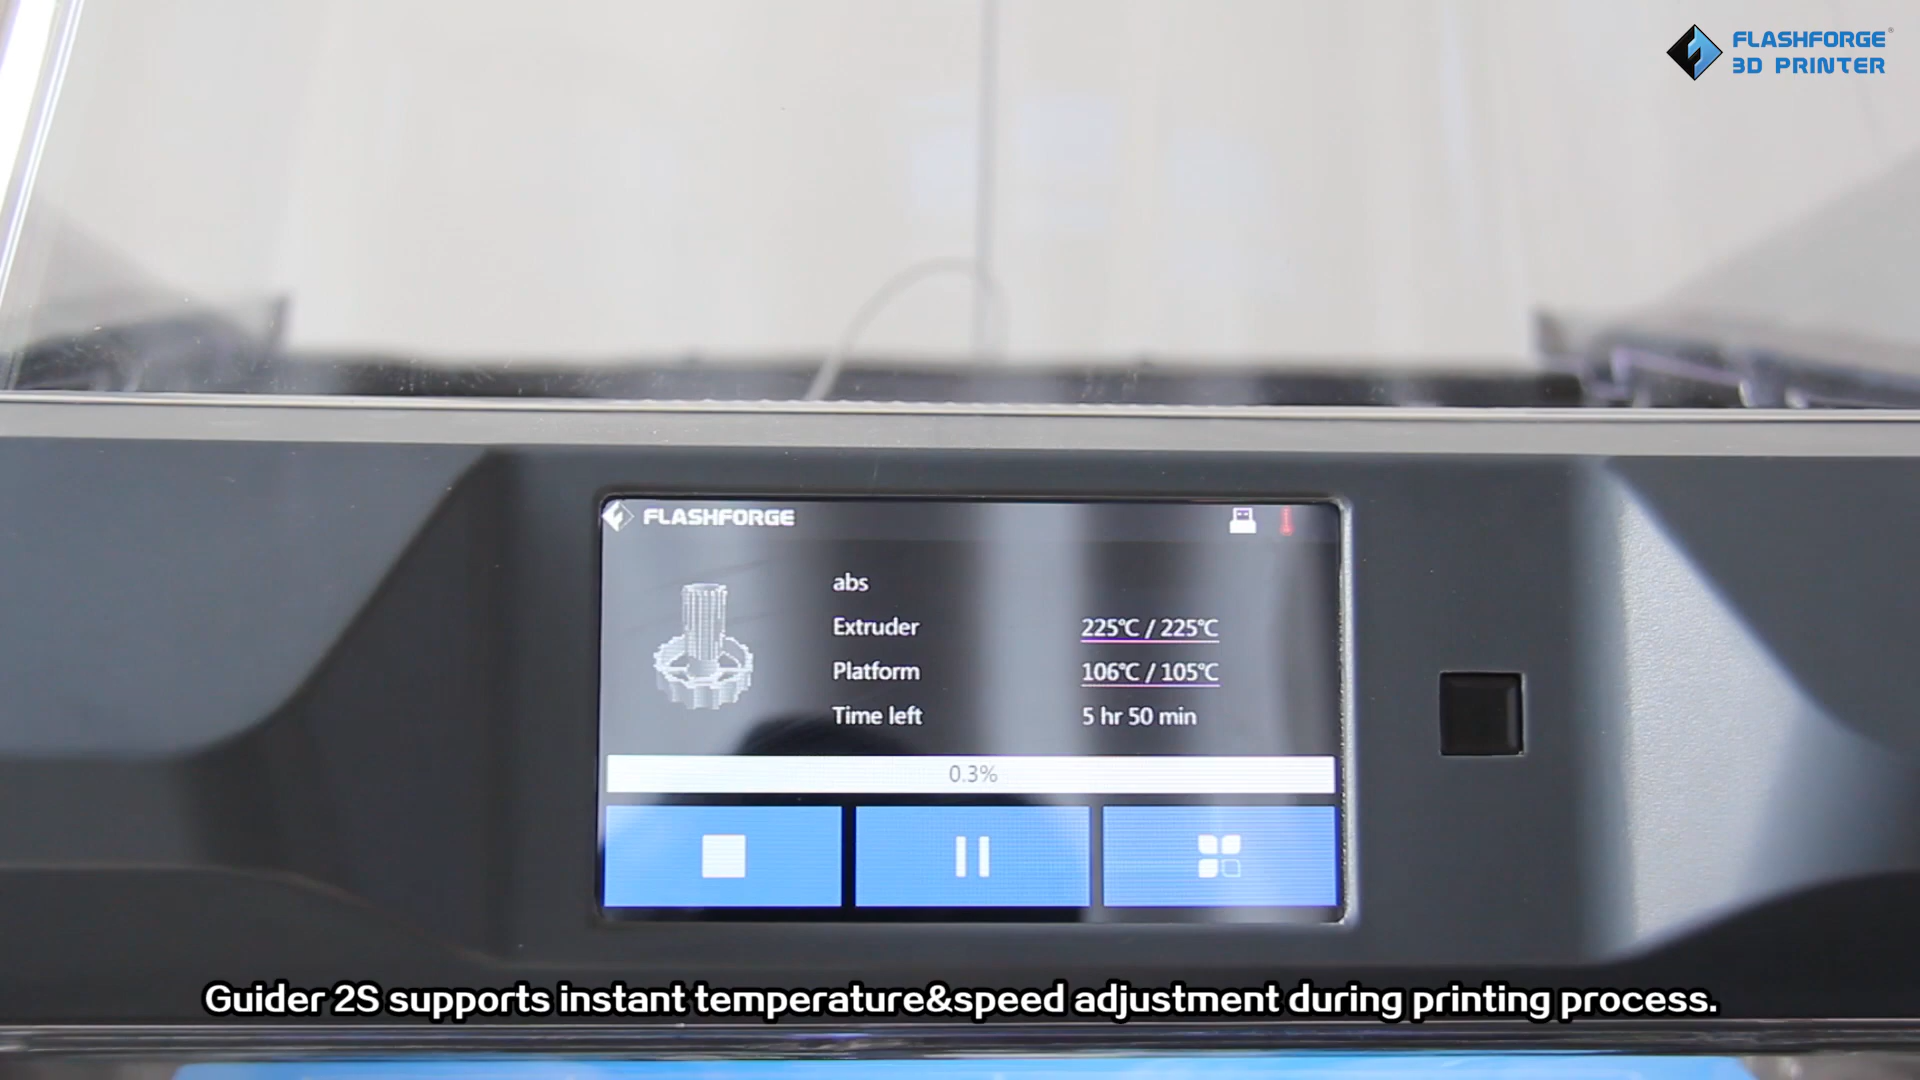 FLASHFORGE®
3D PRINTER
FLASHFORGE
abs
Extruder 225℃ / 225℃
Platform 106℃ / 105℃
Time left 5 hr 50 min
0.3%
Guider 2S supports instant temperature&speed adjustment during printing process.